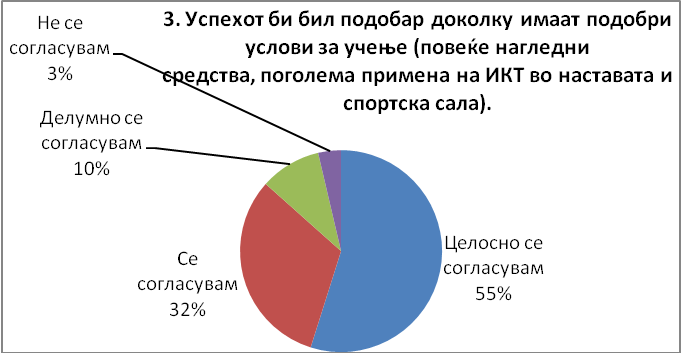 3. Успехот би бил подобар доколку имаат подобри
услови за учење (повеќе нагледни
средства, поголема примена на ИКТ во наставата и
спортска сала).
Не се
согласувам
3%
Делумно се
согласувам
10%
Се
согласувам
32%
Целосно се
согласувам
55%